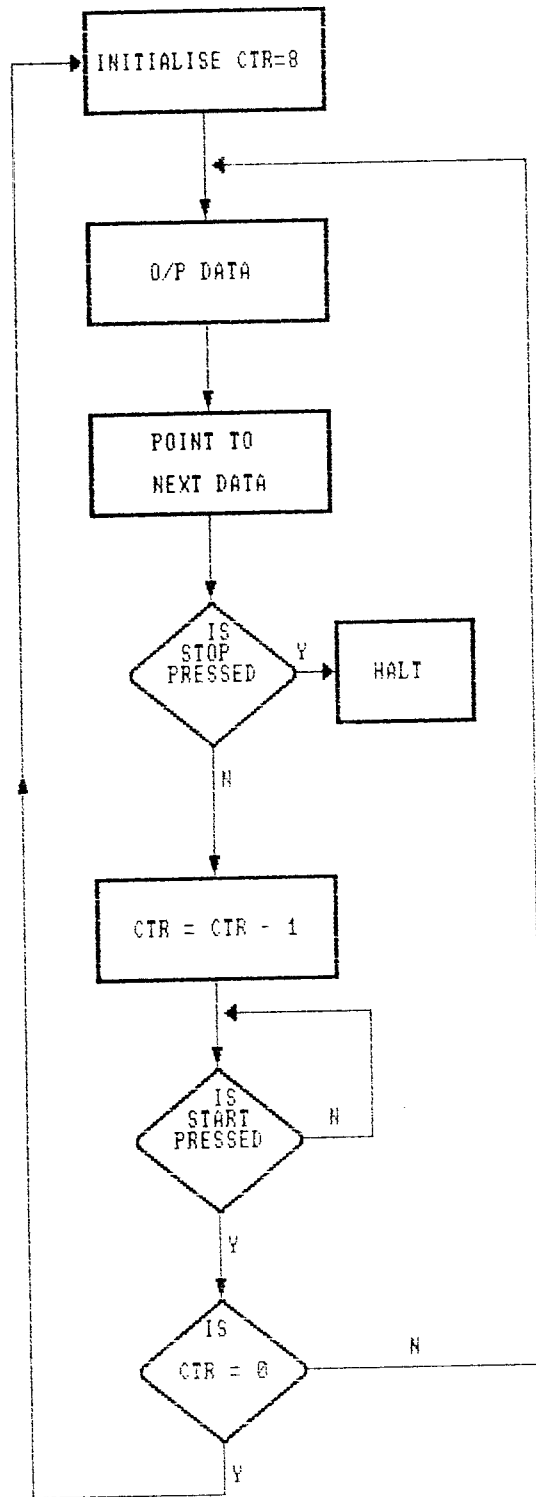 INITIALISE CTR=8
O/P DATA
POINT TO
NEXT DATA
IS
STOP
PRESSED
Y
HALT
N
CTR = CTR - 1
IS
START
PRESSED
N
Y
IS
CTR = 0
N
Y